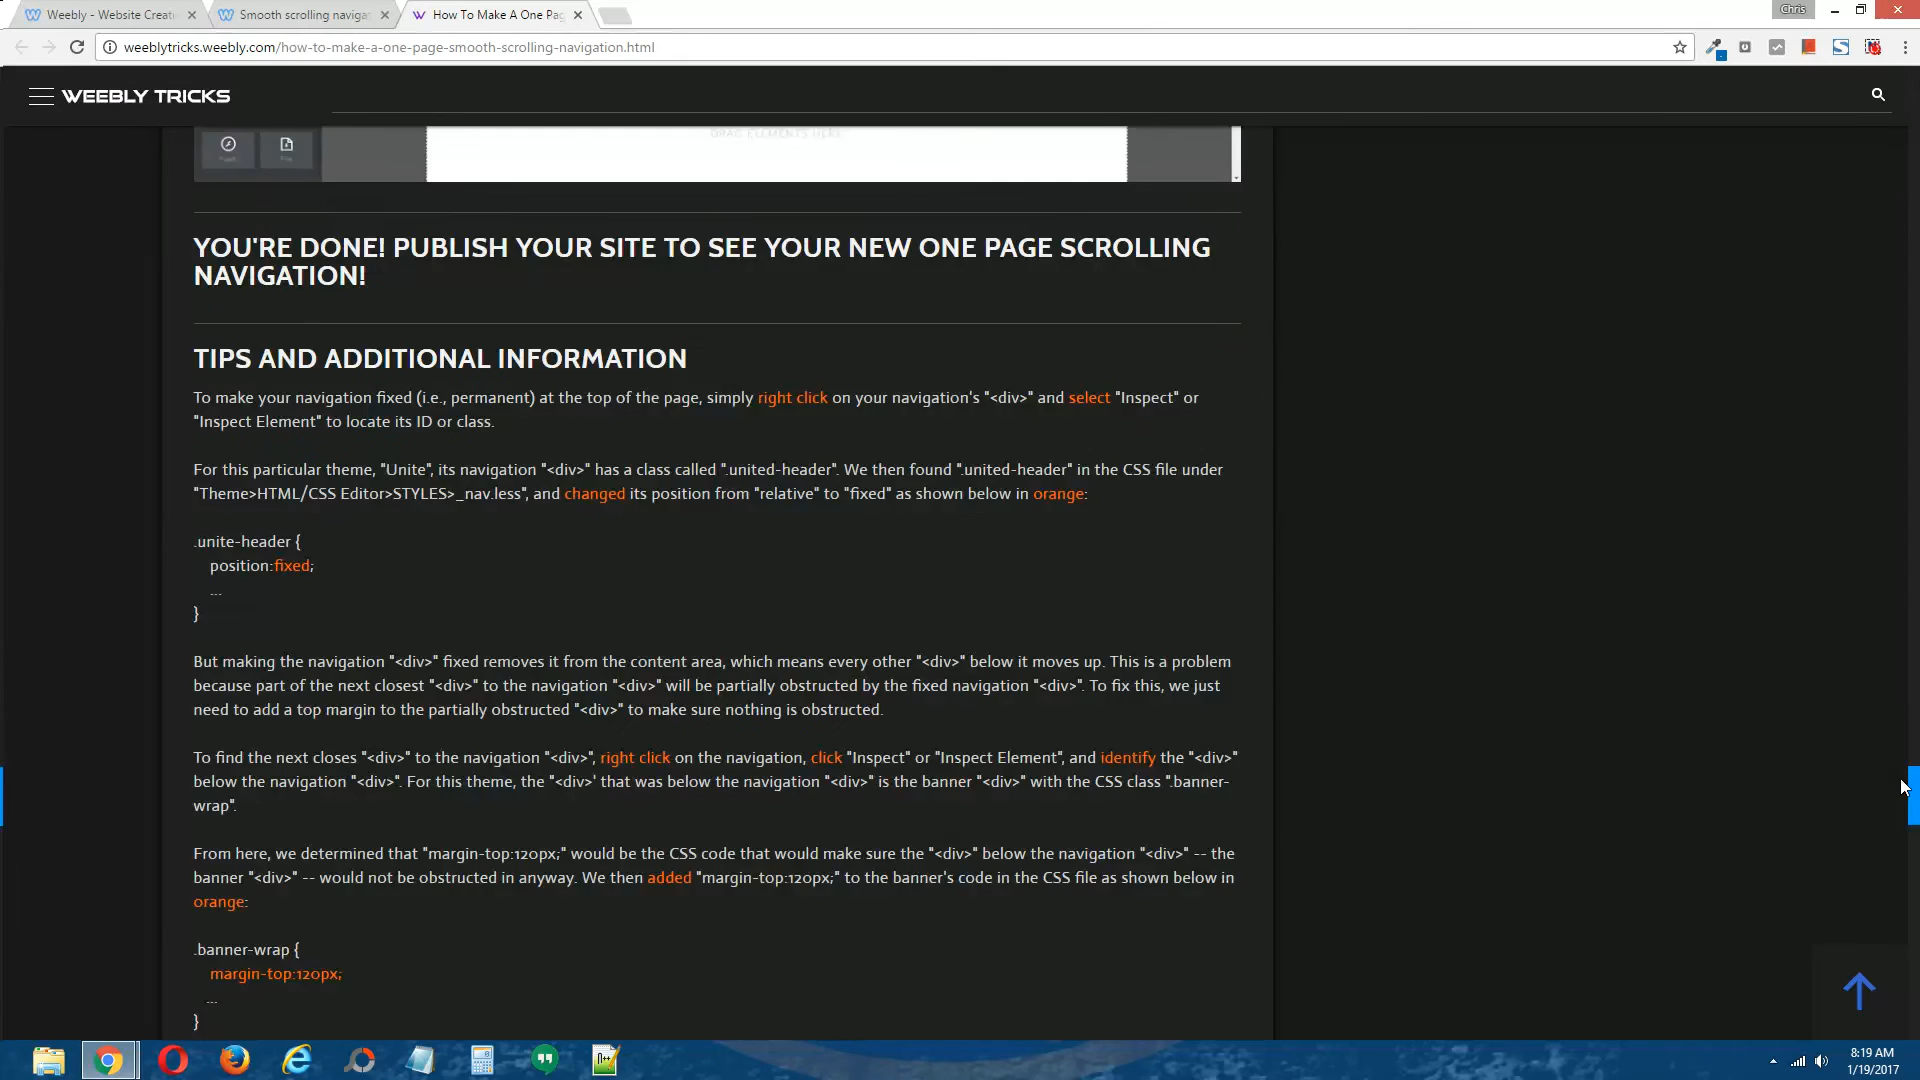 Weebly - Website Creat
Smooth scrolling navigat
How To Make A One Pag
Chris
weeblytricks.weebly.com/how-to-make-a-one-page-smooth-scrolling-navigation.html
WEEBLY TRICKS
DRAG ELEMENTS HERE
File
YOU'RE DONE! PUBLISH YOUR SITE TO SEE YOUR NEW ONE PAGE SCROLLING
NAVIGATION!
TIPS AND ADDITIONAL INFORMATION
To make your navigation fixed (i.e., permanent) at the top of the page, simply right click on your navigation's "<div>" and select "Inspect" or
"Inspect Element" to locate its ID or class.
For this particular theme, "Unite", its navigation "<div>" has a class called ".united-header". We then found ".united-header" in the CSS file under
"Theme>HTML/CSS Editor>STYLES>_nav.less", and changed its position from "relative" to "fixed" as shown below in orange:
.unite-header {
position:fixed;
...
}
But making the navigation "<div>" fixed removes it from the content area, which means every other "<div>" below it moves up. This is a problem
because part of the next closest "<div>" to the navigation "<div>" will be partially obstructed by the fixed navigation "<div>". To fix this, we just
need to add a top margin to the partially obstructed "<div>" to make sure nothing is obstructed.
To find the next closes "<div>" to the navigation "<div>", right click on the navigation, click "Inspect" or "Inspect Element", and identify the "<div>"
below the navigation "<div>". For this theme, the "<div>' that was below the navigation "<div>" is the banner "<div>" with the CSS class ".banner-
wrap".
From here, we determined that "margin-top:120px;" would be the CSS code that would make sure the "<div>" below the navigation "<div>" -- the
banner "<div>" -- would not be obstructed in anyway. We then added "margin-top:120px;" to the banner's code in the CSS file as shown below in
orange:
.banner-wrap {
margin-top:120px;
...
}
8:19 AM
1/19/2017